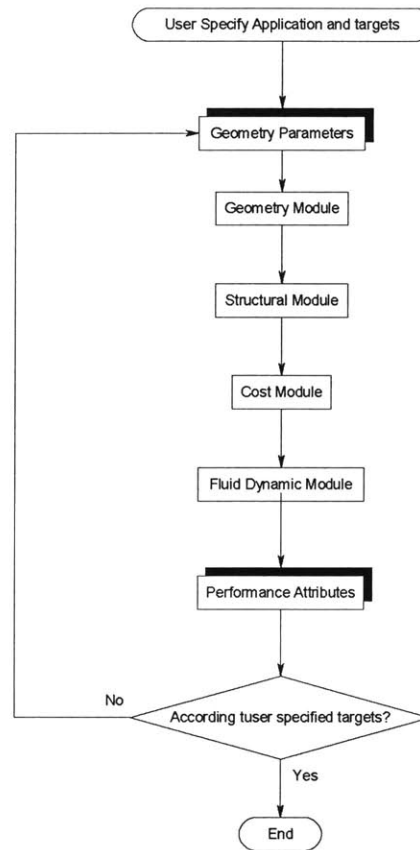 User Specify Application and targets
Geometry Parameters
Geometry Module
Structural Module
Cost Module
Fluid Dynamic Module
Performance Attributes
No
According tuser specified targets?
Yes
End